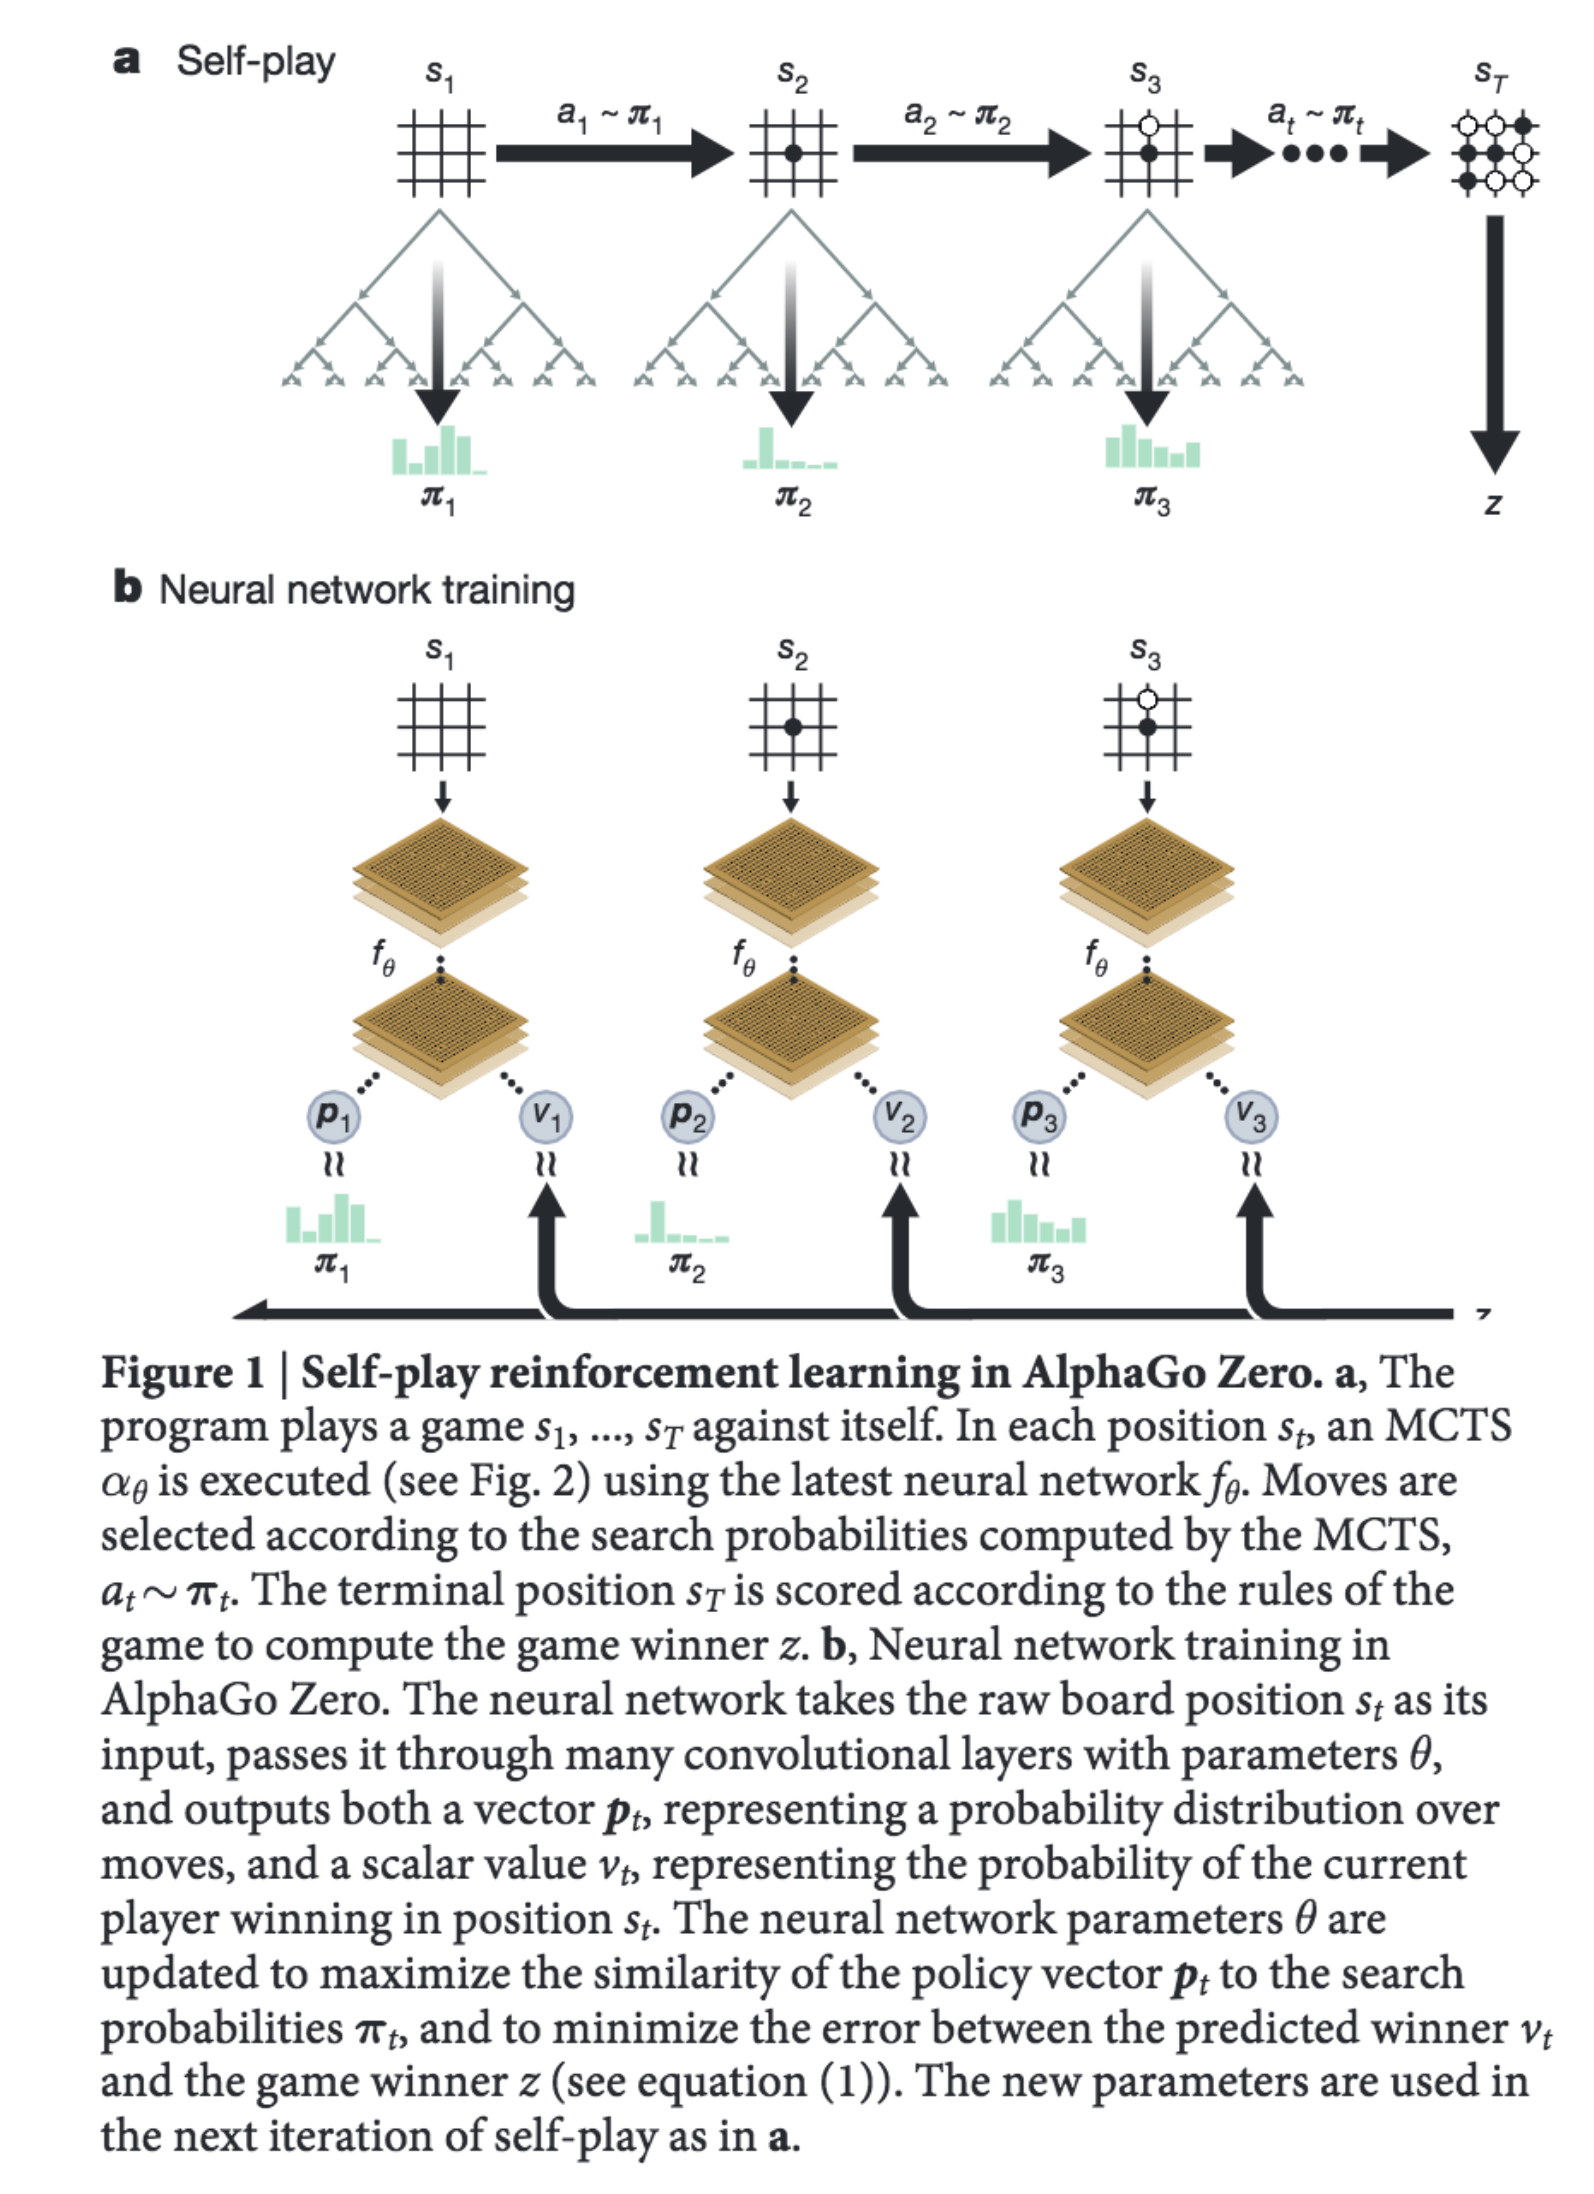 a Self-play
s1 s2 s3 sT
a1 ~ π1 a2 ~ π2 at ~ πt
π1 π2 π3 z
b Neural network training
s1 s2 s3
fθ fθ fθ
p1 v1 p2 v2 p3 v3
≈ ≈ ≈ ≈ ≈ ≈
π1 π2 π3
z
Figure 1 | Self-play reinforcement learning in AlphaGo Zero. a, The
program plays a game s1, ..., sT against itself. In each position st, an MCTS
αθ is executed (see Fig. 2) using the latest neural network fθ. Moves are
selected according to the search probabilities computed by the MCTS,
at ~ πt. The terminal position sT is scored according to the rules of the
game to compute the game winner z. b, Neural network training in
AlphaGo Zero. The neural network takes the raw board position st as its
input, passes it through many convolutional layers with parameters θ,
and outputs both a vector pt, representing a probability distribution over
moves, and a scalar value vt, representing the probability of the current
player winning in position st. The neural network parameters θ are
updated to maximize the similarity of the policy vector pt to the search
probabilities πt, and to minimize the error between the predicted winner vt
and the game winner z (see equation (1)). The new parameters are used in
the next iteration of self-play as in a.